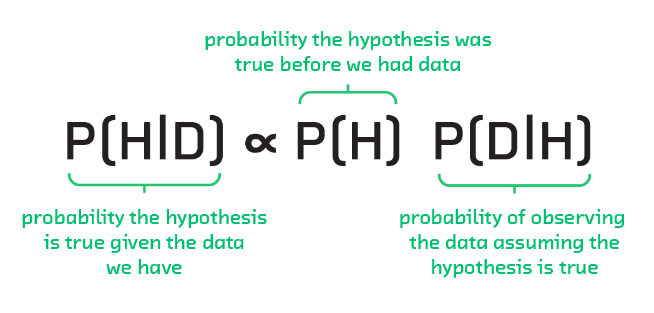 probability the hypothesis was
true before we had data
P(H|D) ∝ P(H) P(D|H)
probability the hypothesis
is true given the data
we have
probability of observing
the data assuming the
hypothesis is true